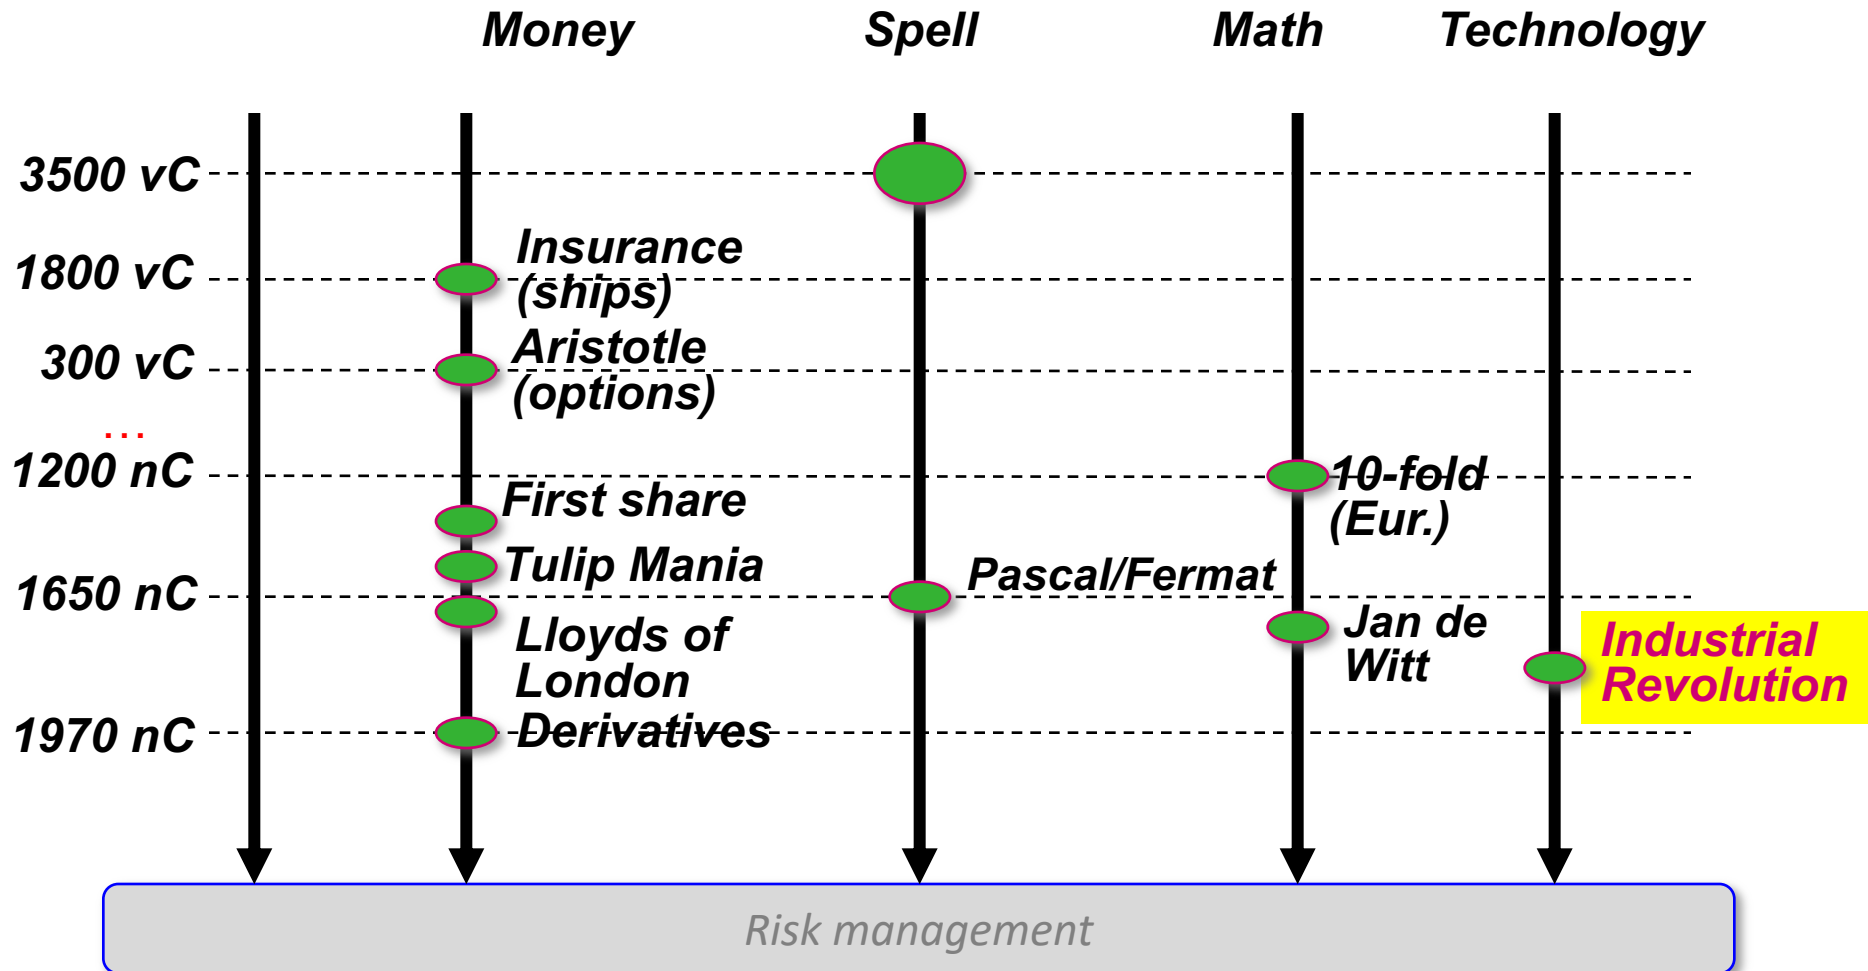 Money Spell Math Technology
3500 vC
1800 vC
Insurance
(ships)
300 vC
Aristotle
(options)
...
1200 nC
10-fold
(Eur.)
First share
Tulip Mania
1650 nC
Pascal/Fermat
Lloyds of
London
Jan de
Witt
Industrial
Revolution
1970 nC
Derivatives
Risk management